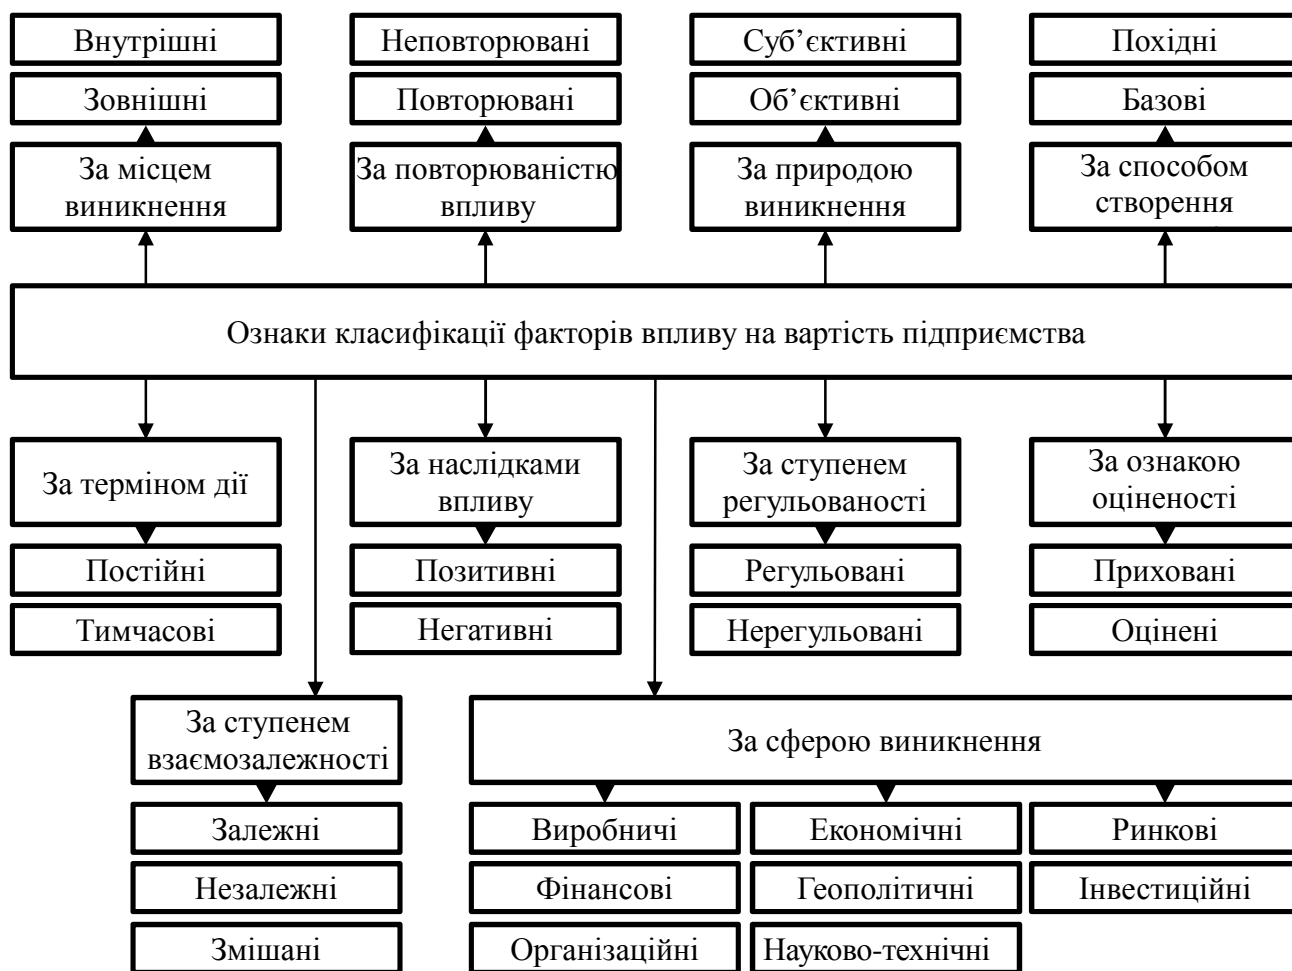 Внутрішні
Неповторювані
Суб’єктивні
Похідні
Зовнішні
Повторювані
Об’єктивні
Базові
За місцем
виникнення
За повторюваністю
впливу
За природою
виникнення
За способом
створення
Ознаки класифікації факторів впливу на вартість підприємства
За терміном дії
За наслідками
впливу
За ступенем
регульованості
За ознакою
оціненості
Постійні
Позитивні
Регульовані
Приховані
Тимчасові
Негативні
Нерегульовані
Оцінені
За ступенем
взаємозалежності
За сферою виникнення
Залежні
Виробничі
Економічні
Ринкові
Незалежні
Фінансові
Геополітичні
Інвестиційні
Змішані
Організаційні
Науково-технічні